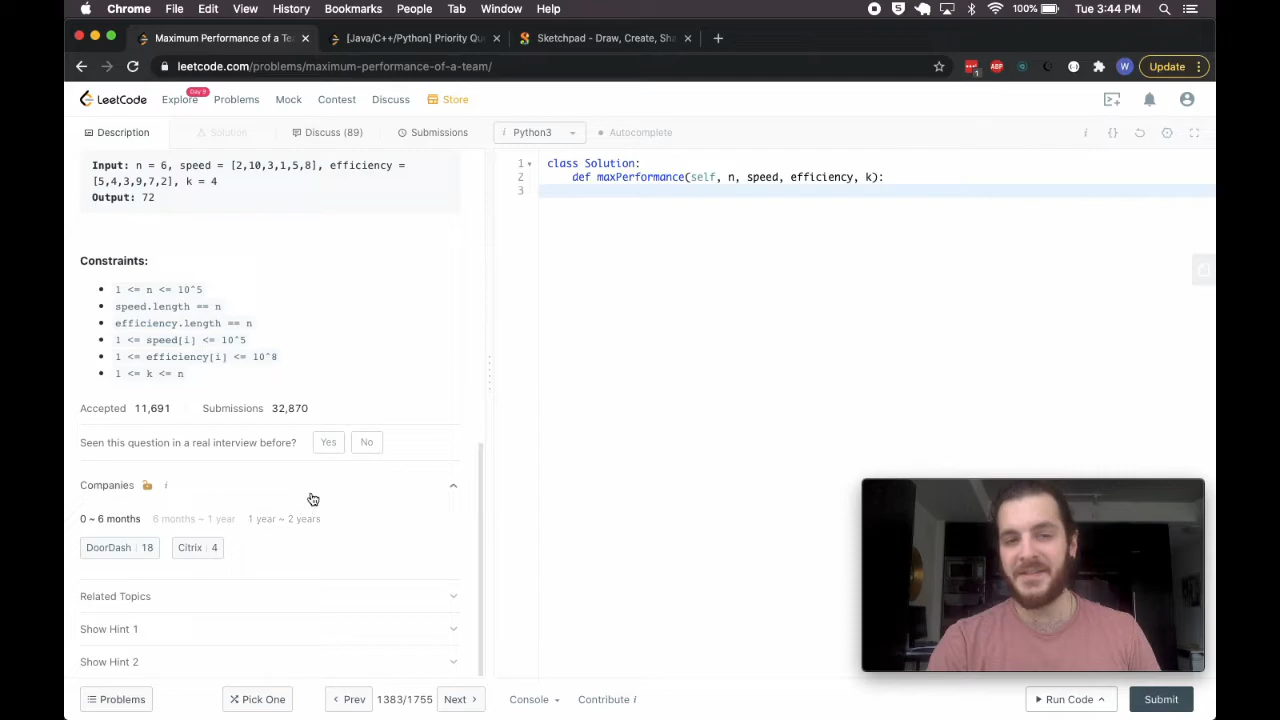 Chrome File Edit View History Bookmarks People Tab Window Help 5 100% Tue 3:44 PM
Maximum Performance of a Te [Java/C++/Python] Priority Qu Sketchpad - Draw, Create, Sha
leetcode.com/problems/maximum-performance-of-a-team/ 1 ABP W Update
LeetCode Explore Day 9 Problems Mock Contest Discuss Store
Description Solution Discuss (89) Submissions i Python3 Autocomplete i {}
Input: n = 6, speed = [2,10,3,1,5,8], efficiency =
[5,4,3,9,7,2], k = 4
Output: 72
1 class Solution:
2 def maxPerformance(self, n, speed, efficiency, k):
3
Constraints:
1 <= n <= 10^5
speed.length == n
efficiency.length == n
1 <= speed[i] <= 10^5
1 <= efficiency[i] <= 10^8
1 <= k <= n
Accepted 11,691 Submissions 32,870
Seen this question in a real interview before? Yes No
Companies i
0 ~ 6 months 6 months ~ 1 year 1 year ~ 2 years
DoorDash 18 Citrix 4
Related Topics
Show Hint 1
Show Hint 2
Problems Pick One < Prev 1383/1755 Next > Console Contribute i Run Code Submit